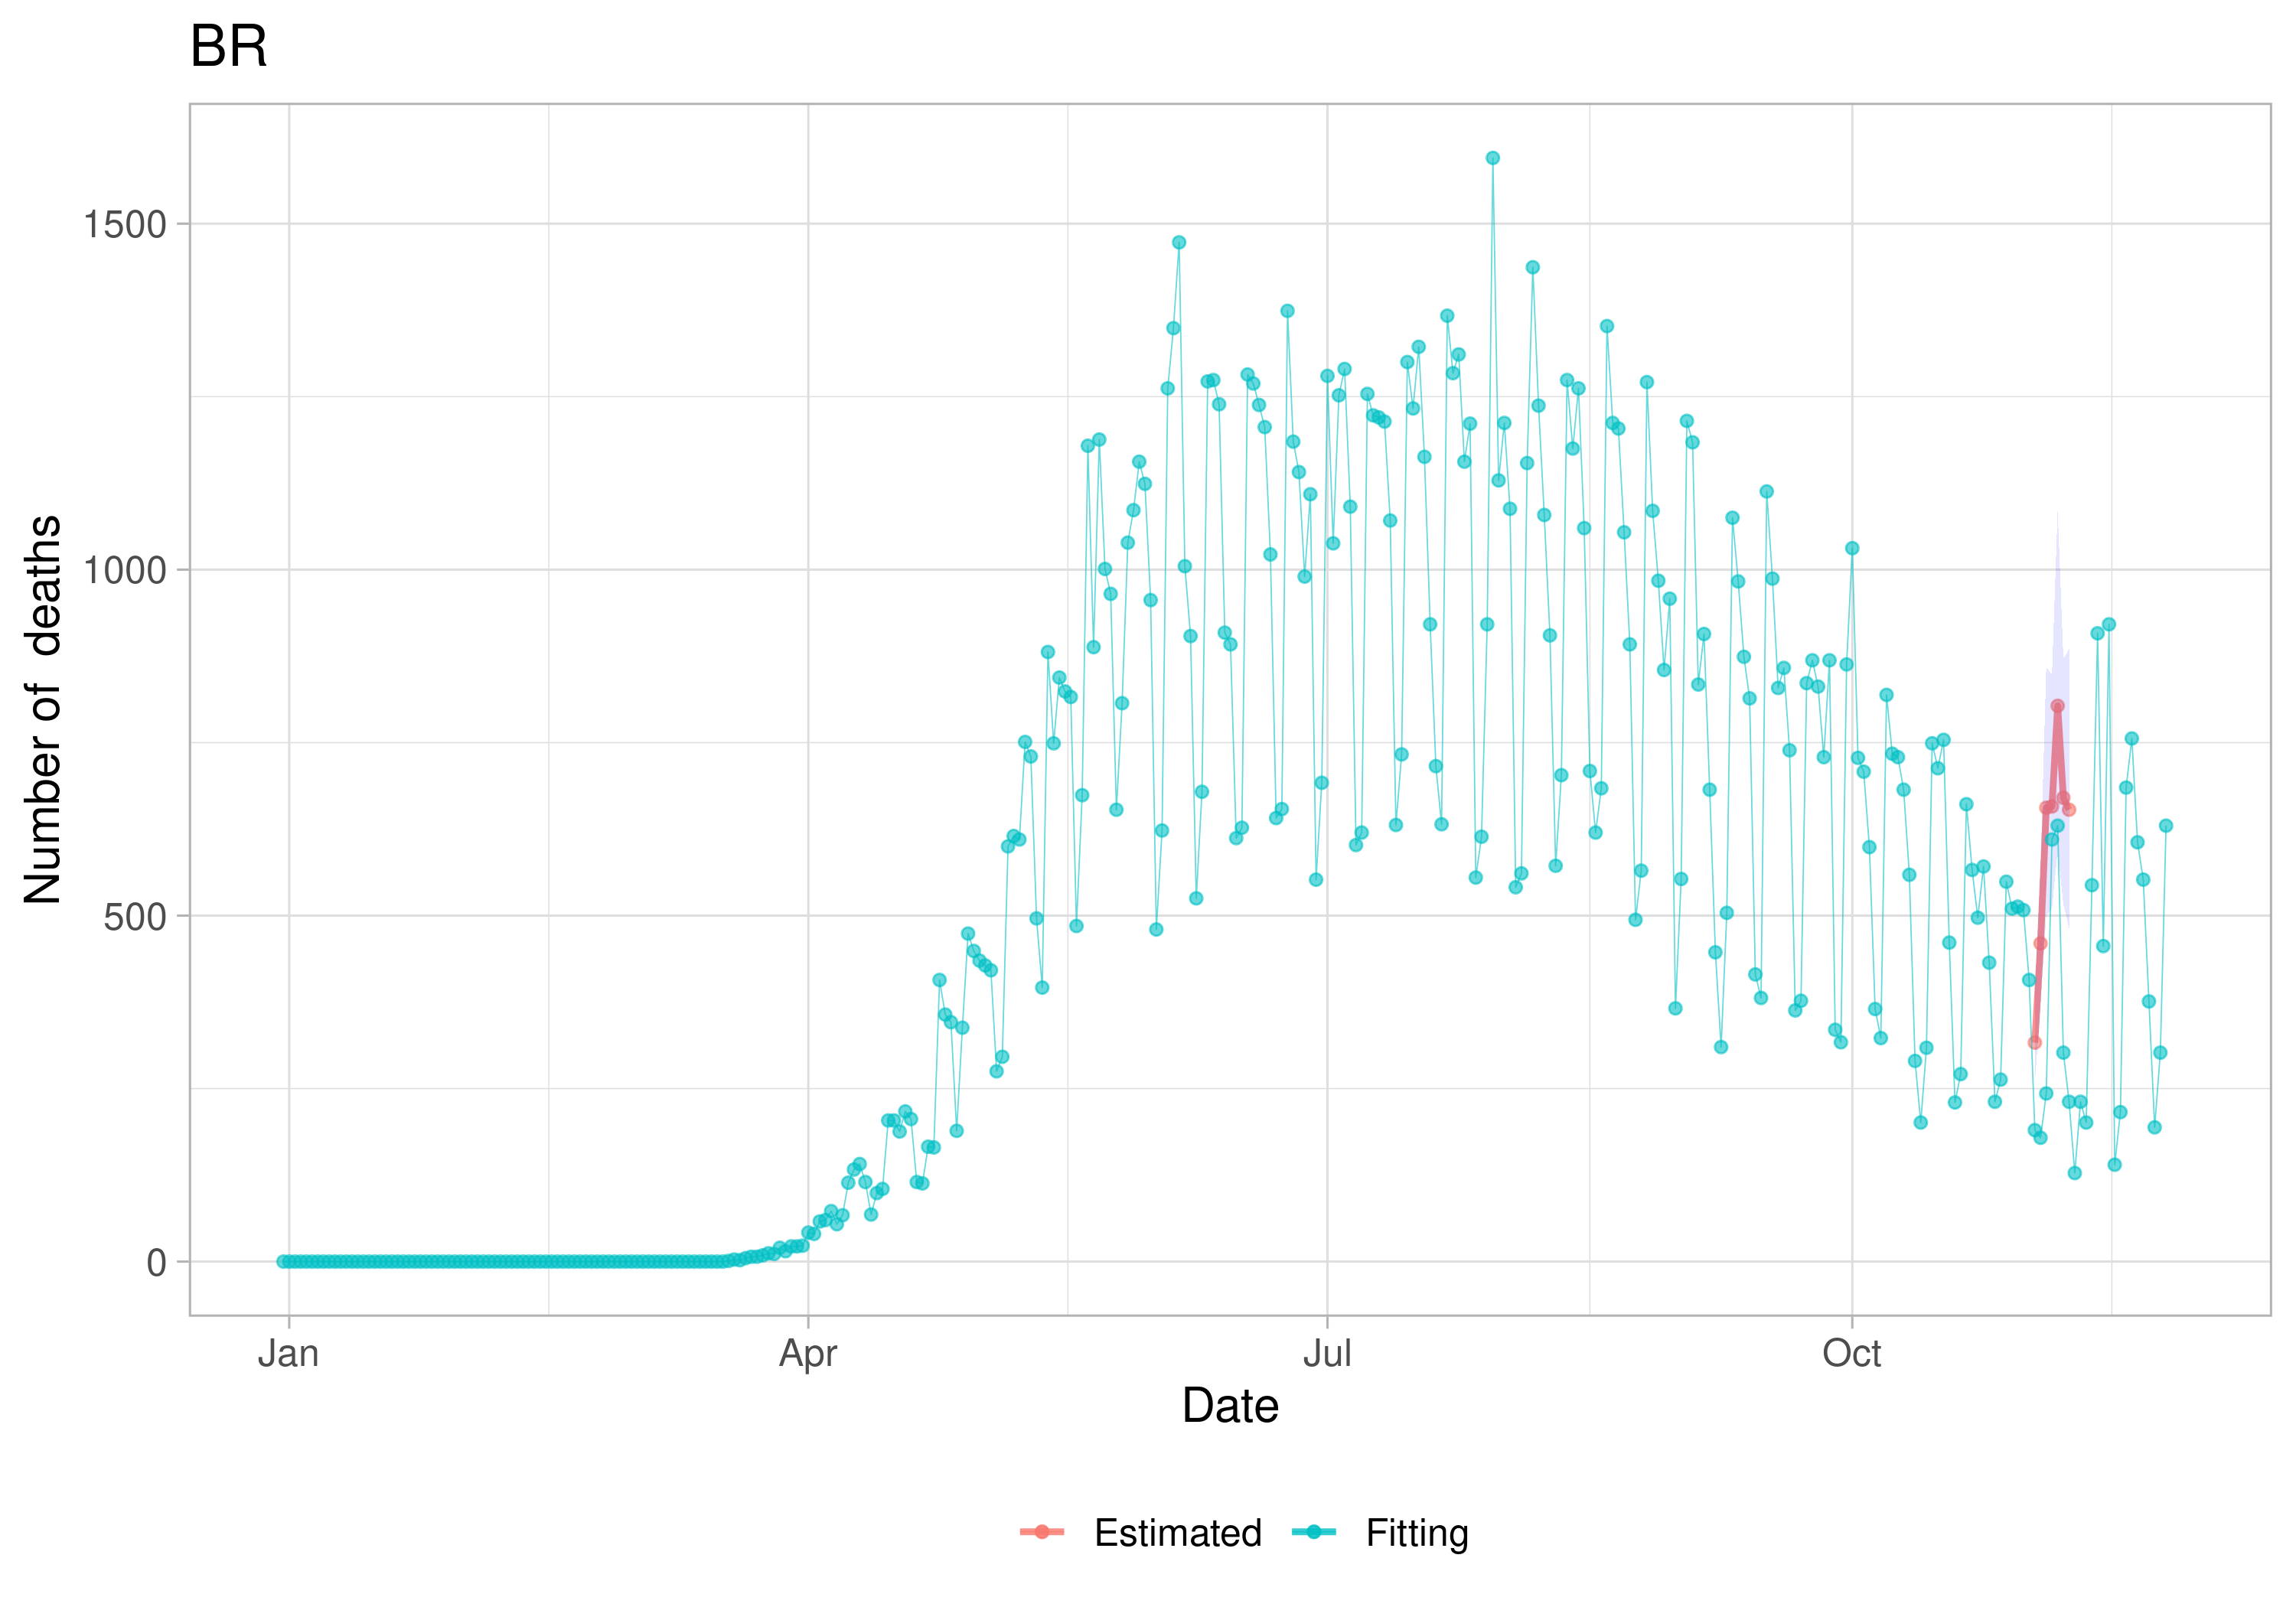 BR
1500
1000
500
0
Number of deaths
Jan Apr Jul Oct
Date
Estimated Fitting